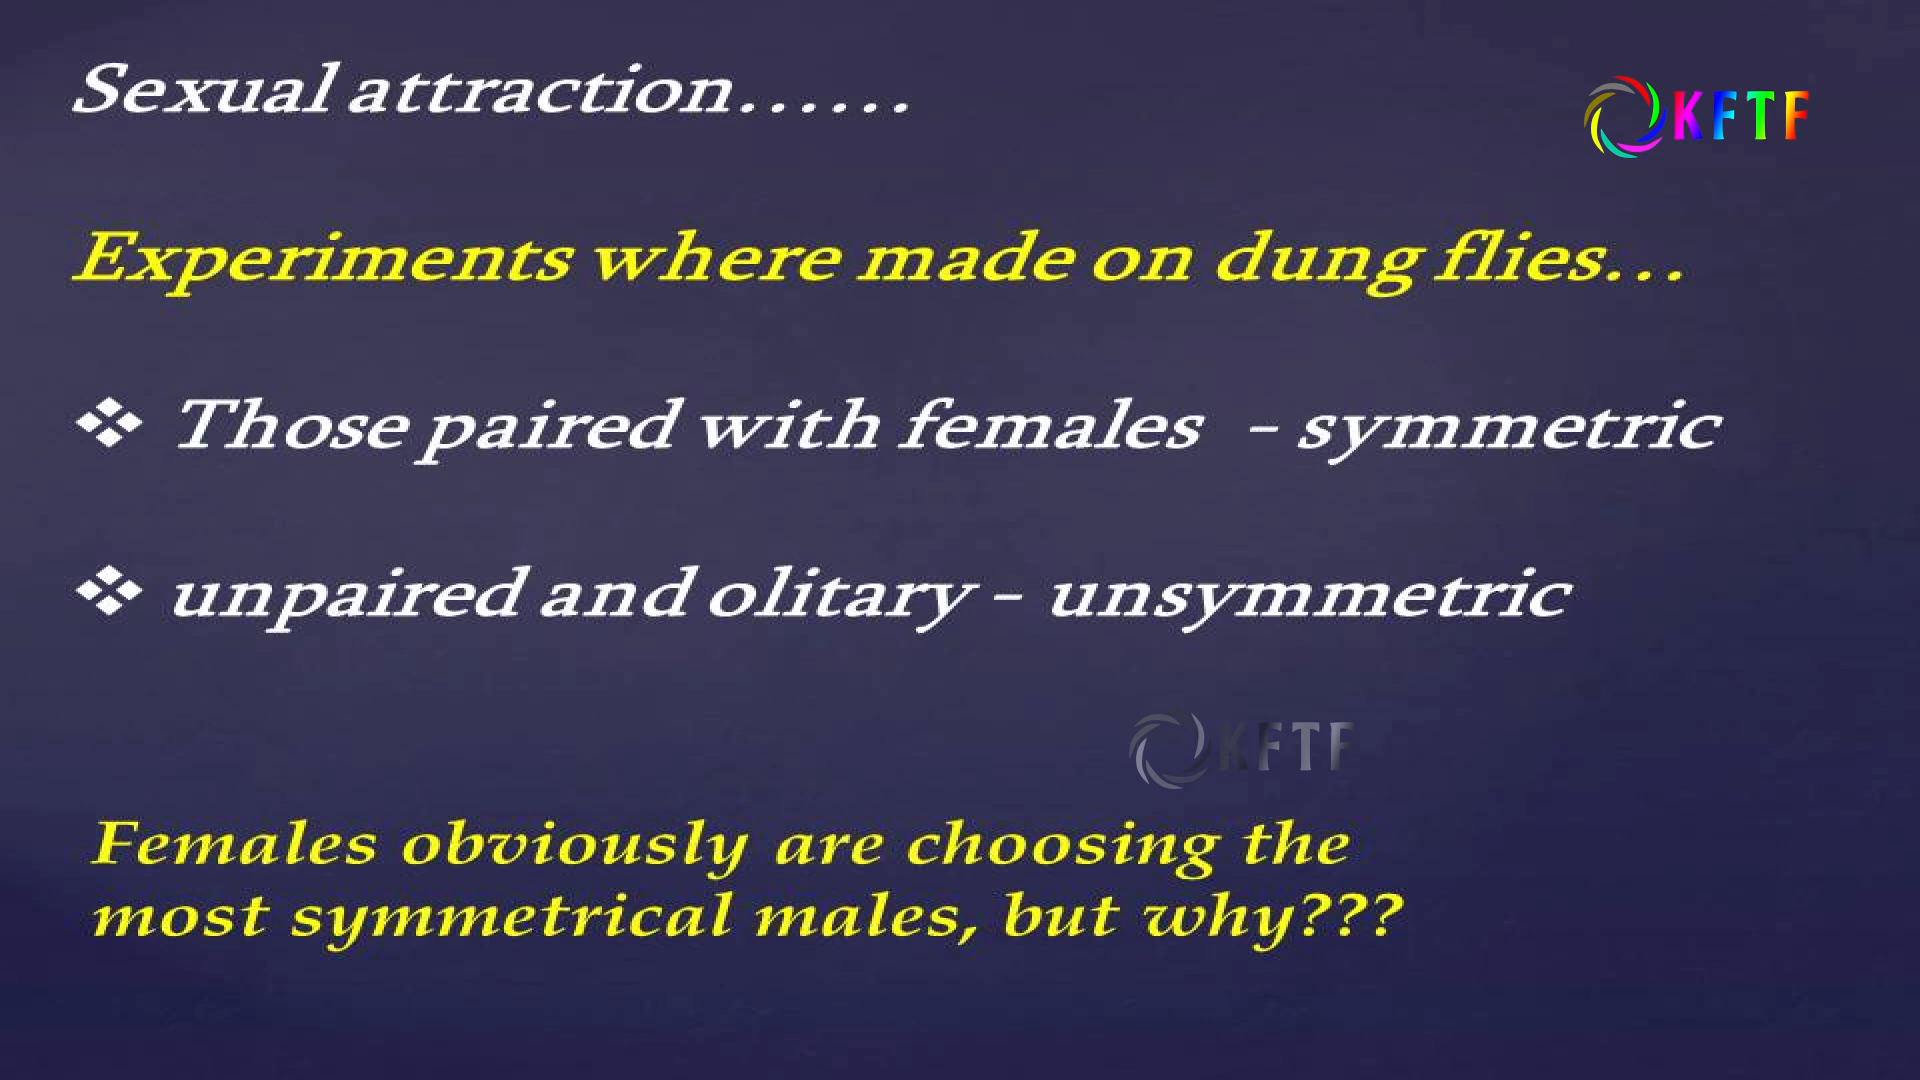 Sexual attraction......
KFTF
Experiments where made on dung flies...
❖ Those paired with females - symmetric
❖ unpaired and olitary - unsymmetric
KFTF
Females obviously are choosing the
most symmetrical males, but why???